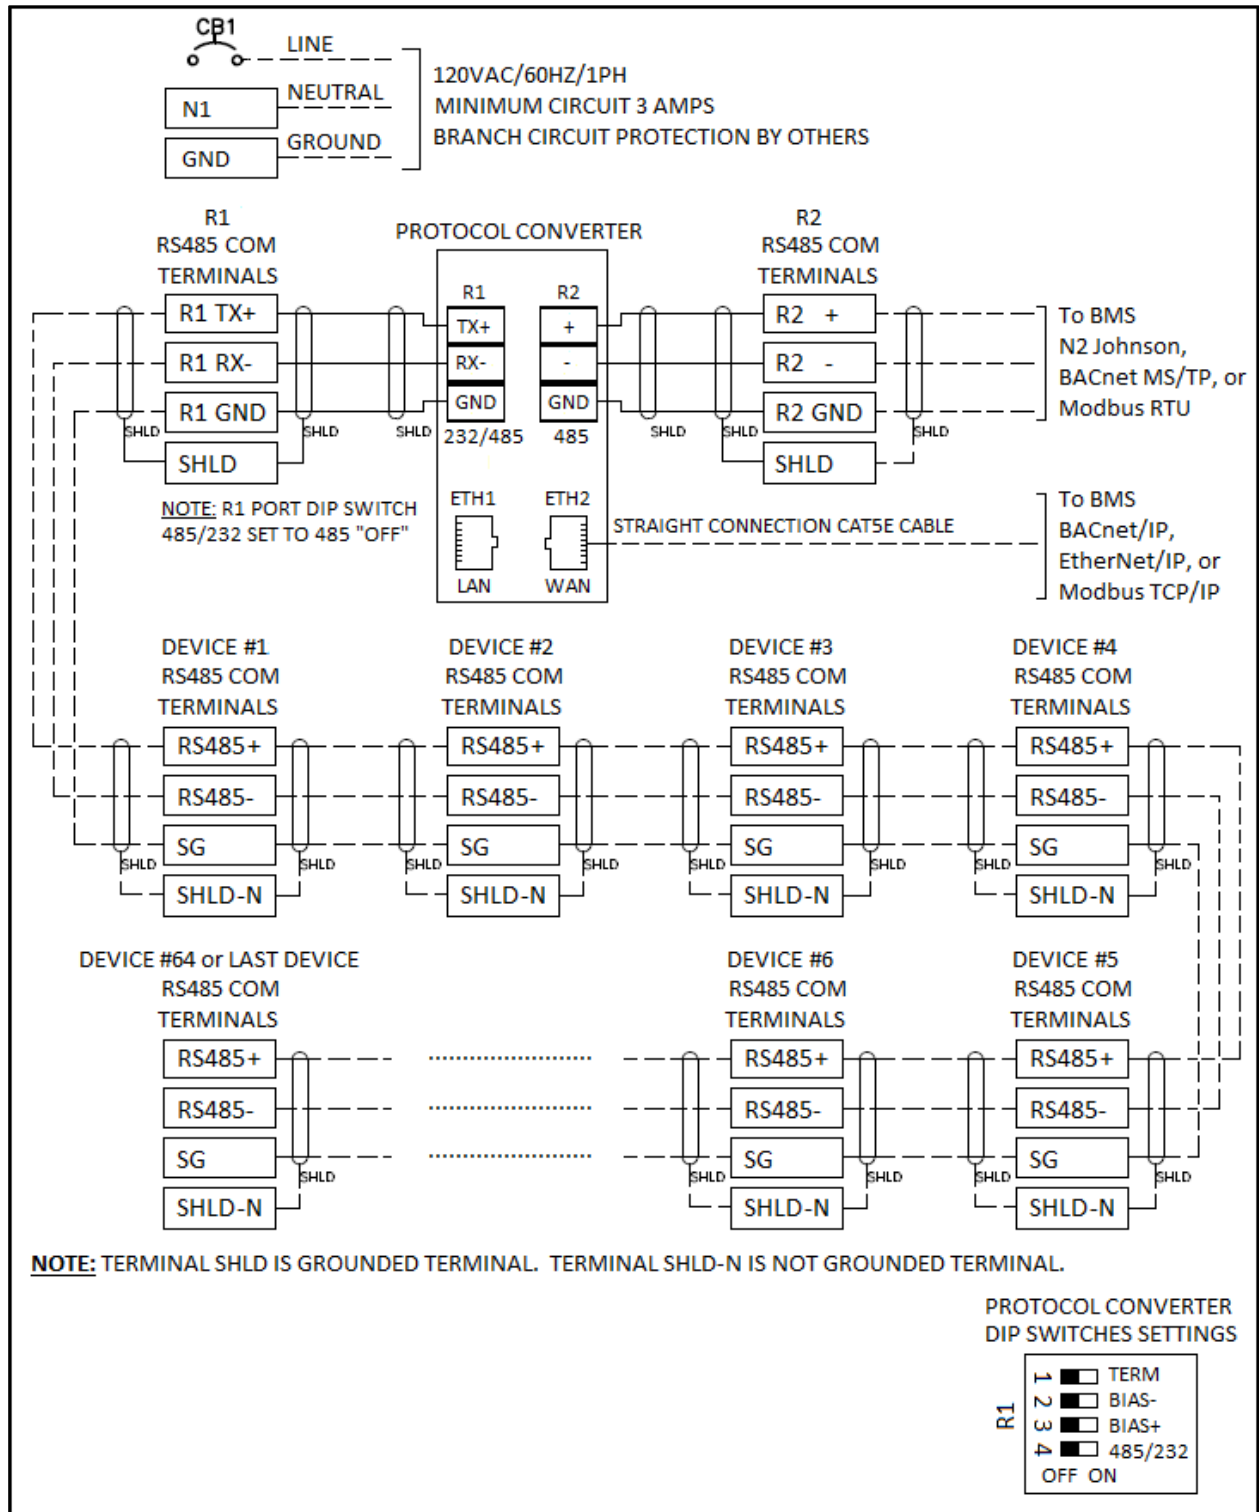 CB1
LINE
N1
NEUTRAL
GND
GROUND
120VAC/60HZ/1PH
MINIMUM CIRCUIT 3 AMPS
BRANCH CIRCUIT PROTECTION BY OTHERS
R1
RS485 COM
TERMINALS
R1 TX+
R1 RX-
R1 GND
SHLD
SHLD
SHLD
SHLD
NOTE: R1 PORT DIP SWITCH
485/232 SET TO 485 "OFF"
PROTOCOL CONVERTER
R1
R2
TX+
+
RX-
-
GND
GND
232/485
485
ETH1
ETH2
LAN
WAN
R2
RS485 COM
TERMINALS
R2 +
R2 -
R2 GND
SHLD
SHLD
SHLD
SHLD
To BMS
N2 Johnson,
BACnet MS/TP, or
Modbus RTU
STRAIGHT CONNECTION CAT5E CABLE
To BMS
BACnet/IP,
EtherNet/IP, or
Modbus TCP/IP
DEVICE #1
RS485 COM
TERMINALS
RS485+
RS485-
SG
SHLD
SHLD
SHLD-N
DEVICE #2
RS485 COM
TERMINALS
RS485+
RS485-
SG
SHLD
SHLD
SHLD-N
DEVICE #3
RS485 COM
TERMINALS
RS485+
RS485-
SG
SHLD
SHLD
SHLD-N
DEVICE #4
RS485 COM
TERMINALS
RS485+
RS485-
SG
SHLD
SHLD
SHLD-N
DEVICE #64 or LAST DEVICE
RS485 COM
TERMINALS
RS485+
RS485-
SG
SHLD
SHLD-N
DEVICE #6
RS485 COM
TERMINALS
RS485+
RS485-
SG
SHLD
SHLD
SHLD-N
DEVICE #5
RS485 COM
TERMINALS
RS485+
RS485-
SG
SHLD
SHLD
SHLD-N
NOTE: TERMINAL SHLD IS GROUNDED TERMINAL. TERMINAL SHLD-N IS NOT GROUNDED TERMINAL.
PROTOCOL CONVERTER
DIP SWITCHES SETTINGS
R1
1 TERM
2 BIAS-
3 BIAS+
4 485/232
OFF ON